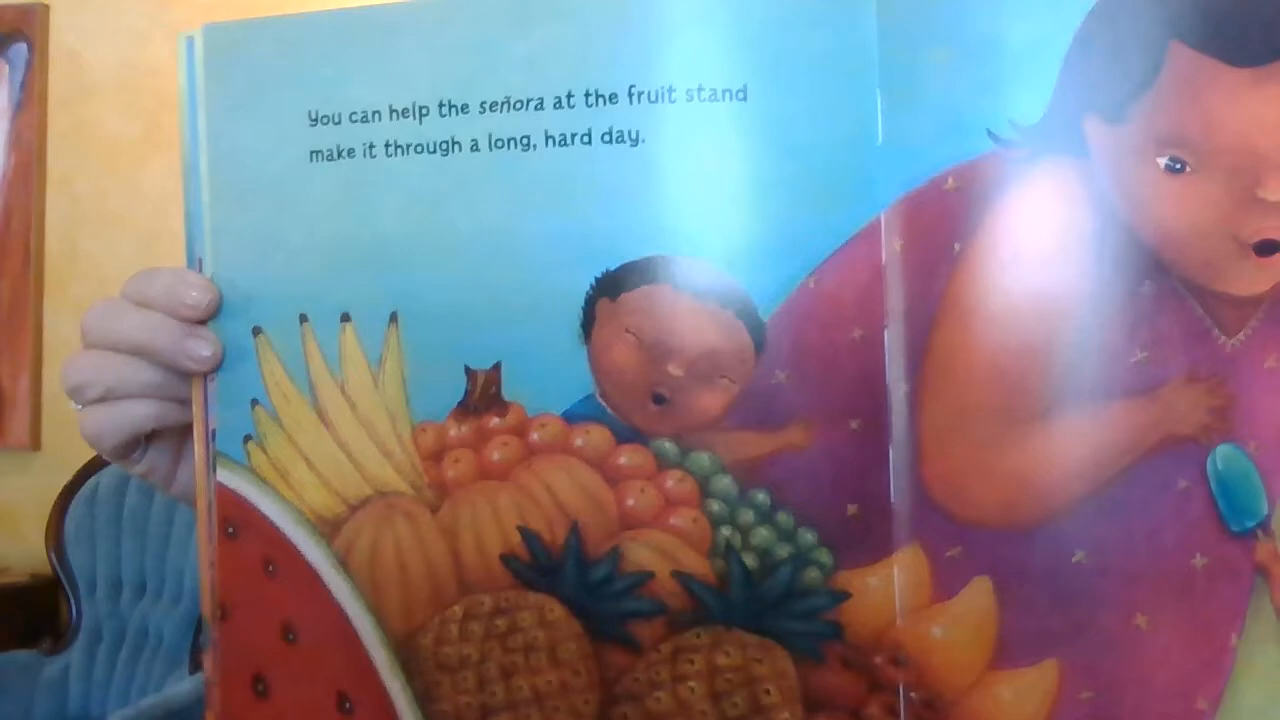 You can help the señora at the fruit stand
make it through a long, hard day.